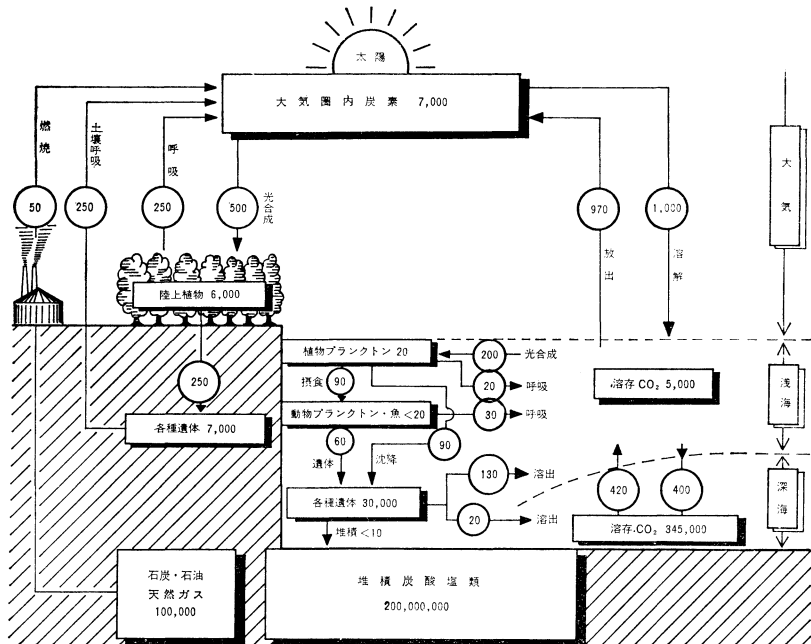 太陽
大気圏内炭素 7,000
燃焼
土壌呼吸
呼吸
光合成
50
250
250
500
970
1,000
放出
溶解
大気
陸上植物 6,000
植物プランクトン 20
200
光合成
摂食
90
20
呼吸
溶存CO₂ 5,000
浅海
250
動物プランクトン・魚 <20
30
呼吸
各種遺体 7,000
60
90
遺体
沈降
130
溶出
420
400
深海
各種遺体 30,000
20
溶出
溶存CO₂ 345,000
堆積 <10
石炭・石油
天然ガス
100,000
堆積炭酸塩類
200,000,000